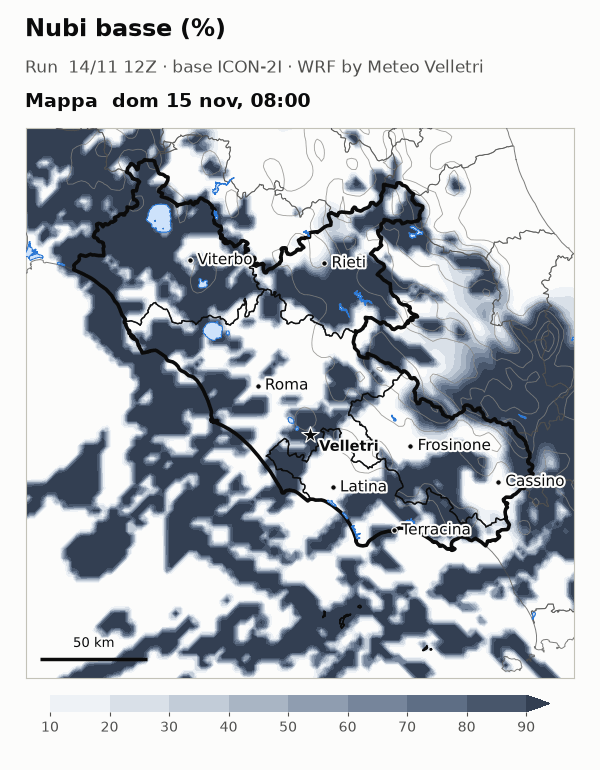 Nubi basse (%)
Run 14/11 12Z · base ICON-2I · WRF by Meteo Velletri
Mappa dom 15 nov, 08:00
Viterbo
Rieti
Roma
Velletri
Frosinone
Cassino
Latina
Terracina
50 km
10 20 30 40 50 60 70 80 90